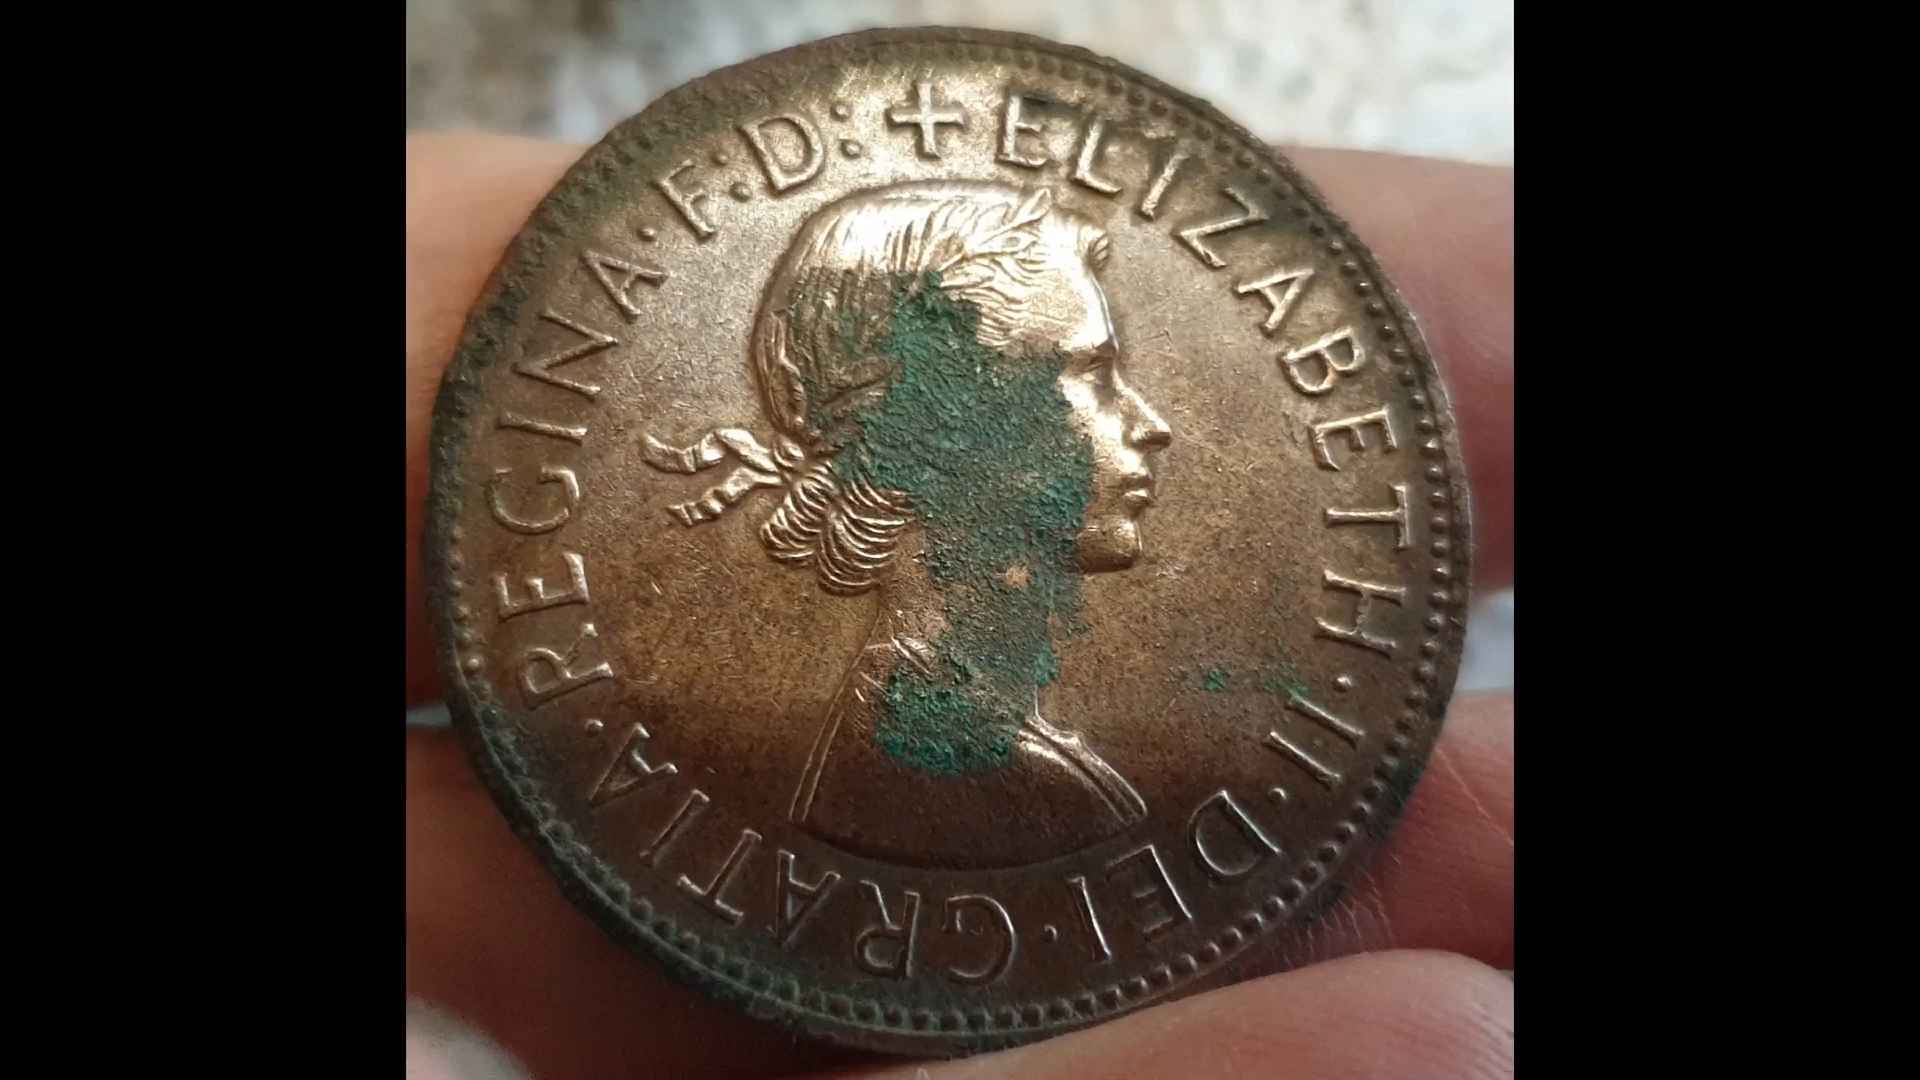 + ELIZABETH · II · DEI · GRATIA · REGINA · F : D :